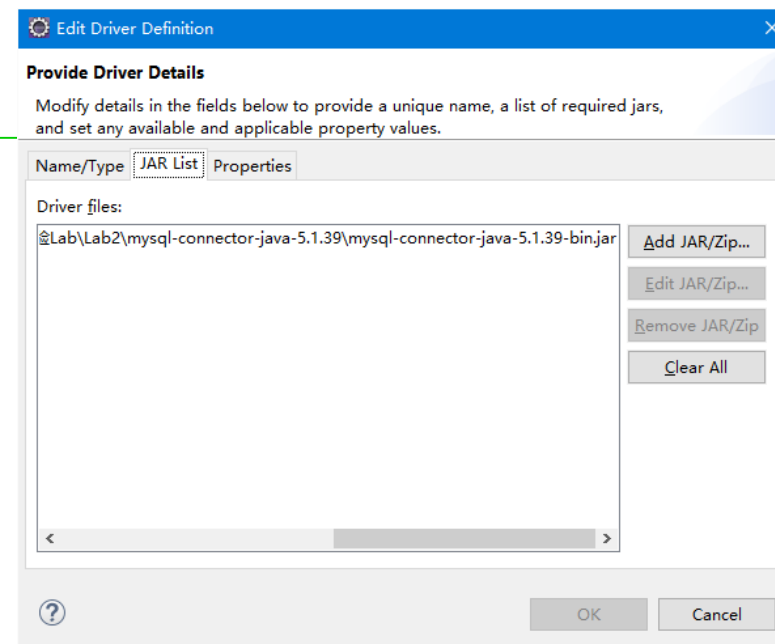 Edit Driver Definition
Provide Driver Details
Modify details in the fields below to provide a unique name, a list of required jars,
and set any available and applicable property values.
Name/Type JAR List Properties
Driver files:
Lab\Lab2\mysql-connector-java-5.1.39\mysql-connector-java-5.1.39-bin.jar
Add JAR/Zip...
Edit JAR/Zip...
Remove JAR/Zip
Clear All
OK Cancel